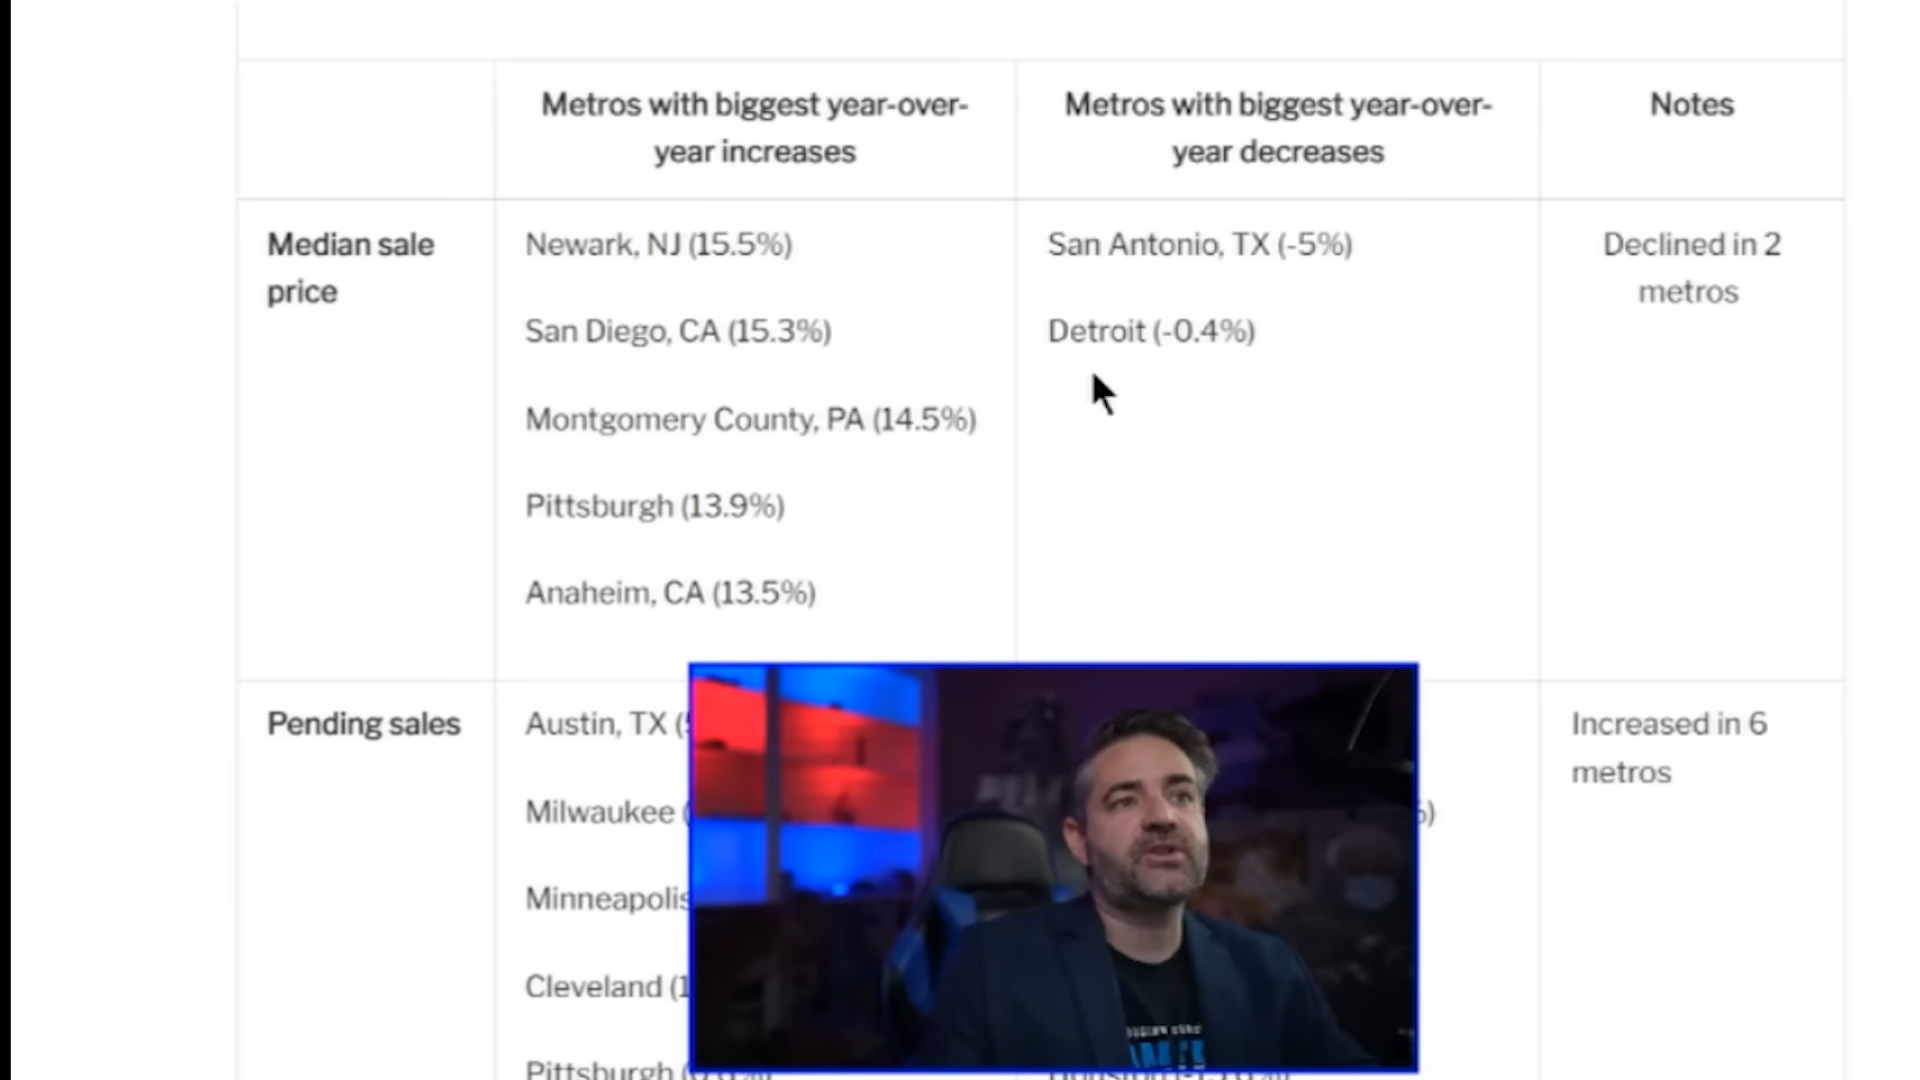 Metros with biggest year-over-
year increases
Metros with biggest year-over-
year decreases
Notes
Median sale
price
Newark, NJ (15.5%)
San Diego, CA (15.3%)
Montgomery County, PA (14.5%)
Pittsburgh (13.9%)
Anaheim, CA (13.5%)
San Antonio, TX (-5%)
Detroit (-0.4%)
Declined in 2
metros
Pending sales
Austin, TX
Milwaukee
Minneapolis
Cleveland
Pittsburgh
Increased in 6
metros